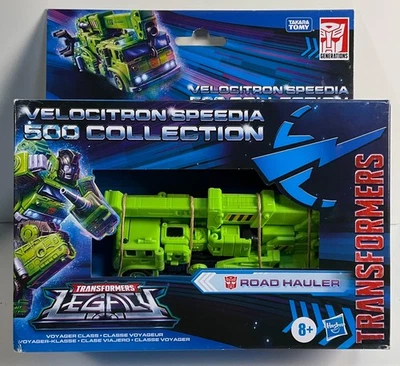 TAKARA
TOMY
TRANSFORMERS
GENERATIONS
VELOCITRON SPEEDIA
500 COLLECTION
VELOCITRON SPEEDIA
500 COLLECTION
TRANSFORMERS
ROAD HAULER
TRANSFORMERS
LEGACY
VOYAGER CLASS • CLASSE VOYAGEUR
VOYAGER-KLASSE • CLASE VIAJERO • CLASSE VOYAGER
8+
Hasbro